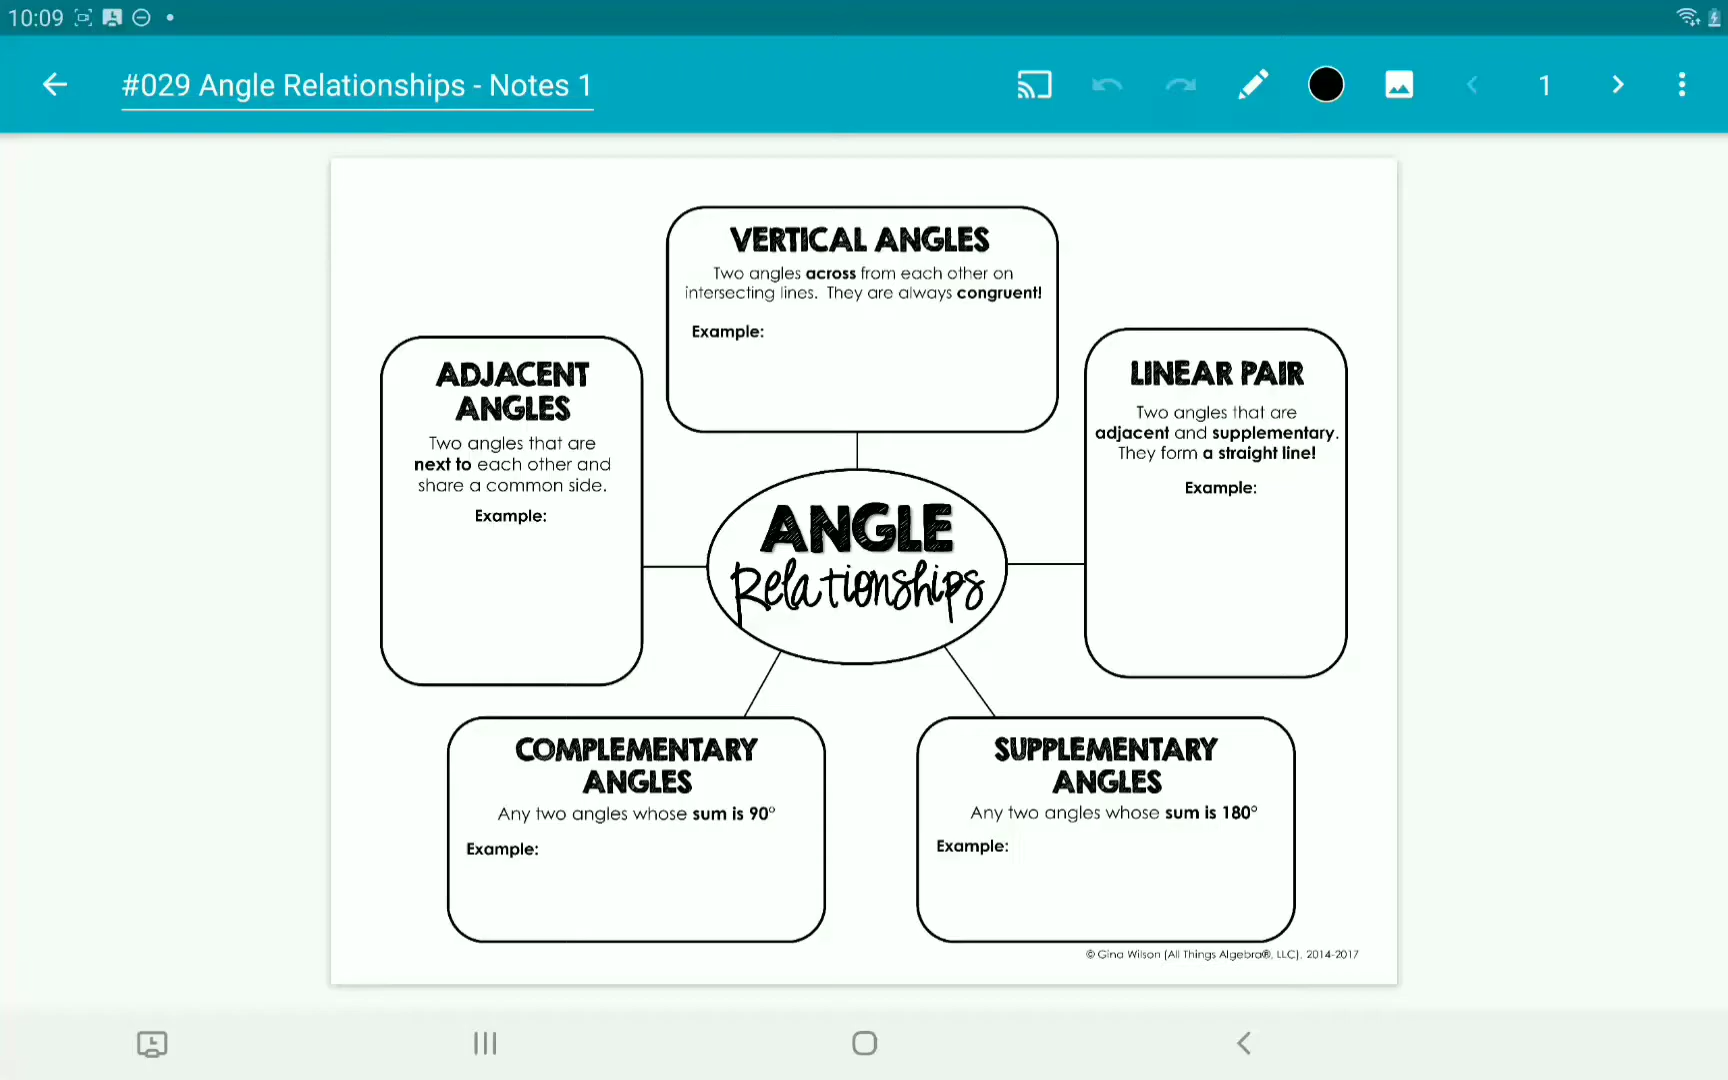 10:09
#029 Angle Relationships - Notes 1
1
VERTICAL ANGLES
Two angles across from each other on
intersecting lines. They are always congruent!
Example:
ADJACENT
ANGLES
Two angles that are
next to each other and
share a common side.
Example:
LINEAR PAIR
Two angles that are
adjacent and supplementary.
They form a straight line!
Example:
ANGLE
Relationships
COMPLEMENTARY
ANGLES
Any two angles whose sum is 90°
Example:
SUPPLEMENTARY
ANGLES
Any two angles whose sum is 180°
Example:
© Gina Wilson (All Things Algebra®, LLC), 2014-2017